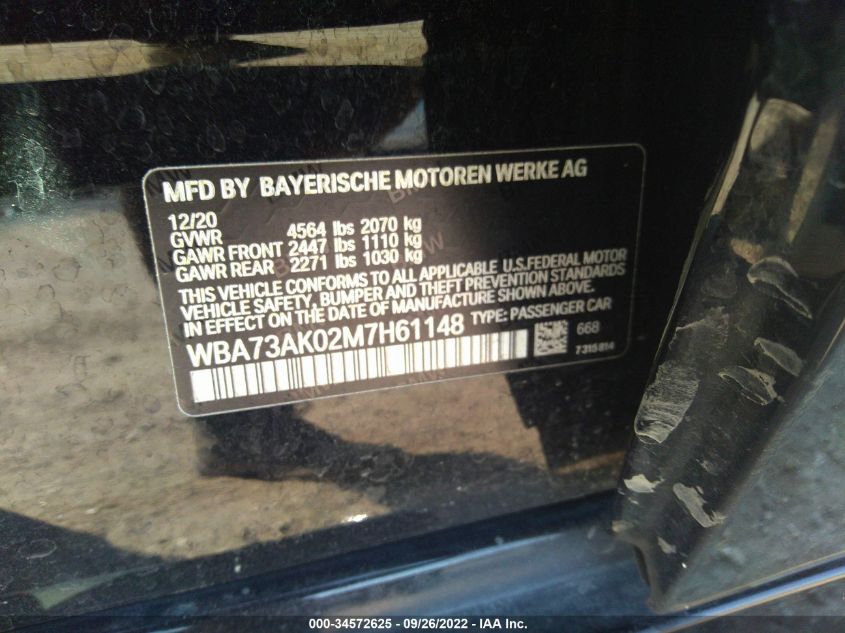 MFD BY BAYERISCHE MOTOREN WERKE AG
12/20
GVWR 4564 lbs 2070 kg
GAWR FRONT 2447 lbs 1110 kg
GAWR REAR 2271 lbs 1030 kg
THIS VEHICLE CONFORMS TO ALL APPLICABLE U.S.FEDERAL MOTOR
VEHICLE SAFETY, BUMPER AND THEFT PREVENTION STANDARDS
IN EFFECT ON THE DATE OF MANUFACTURE SHOWN ABOVE.
WBA73AK02M7H61148 TYPE: PASSENGER CAR
668
7315814
000-34572625 - 09/26/2022 - IAA Inc.